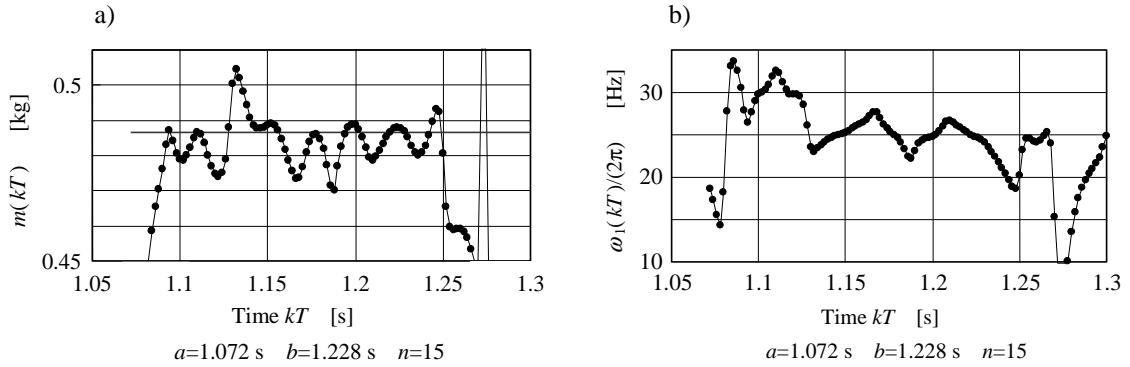 a)
0.5
0.45
m(kT) [kg]
1.05 1.1 1.15 1.2 1.25 1.3
Time kT [s]
a=1.072 s b=1.228 s n=15
b)
30
20
10
ω₁(kT)/(2π) [Hz]
1.05 1.1 1.15 1.2 1.25 1.3
Time kT [s]
a=1.072 s b=1.228 s n=15